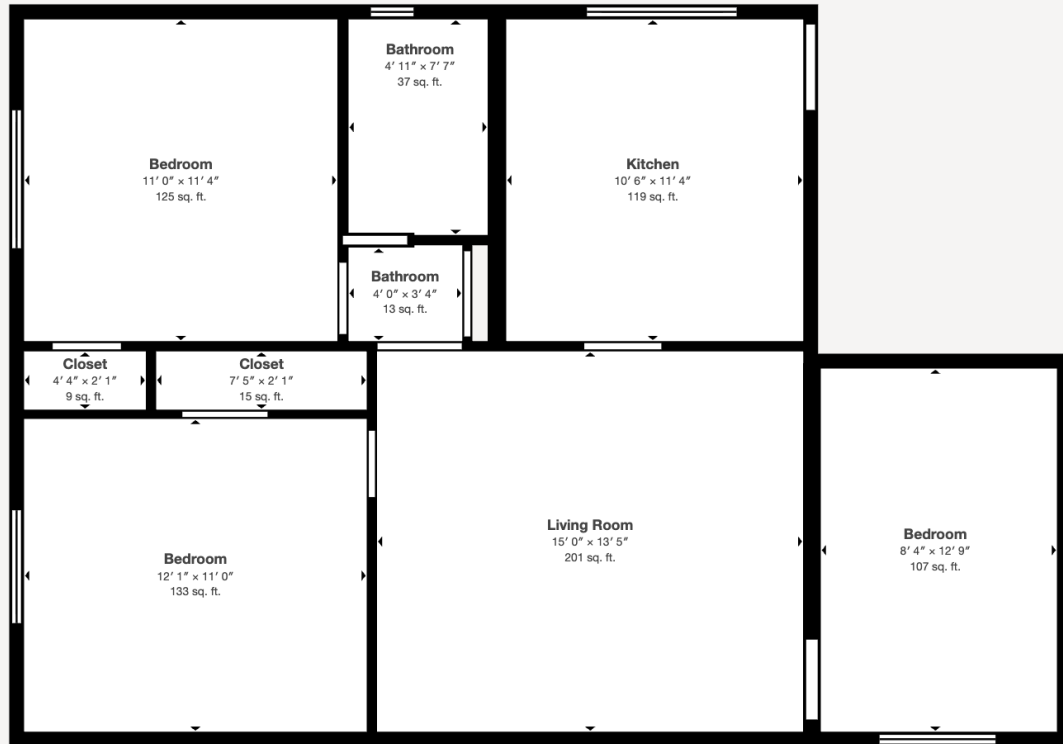 Bathroom
4′ 11″ × 7′ 7″
37 sq. ft.
Bedroom
11′ 0″ × 11′ 4″
125 sq. ft.
Kitchen
10′ 6″ × 11′ 4″
119 sq. ft.
Bathroom
4′ 0″ × 3′ 4″
13 sq. ft.
Closet
4′ 4″ × 2′ 1″
9 sq. ft.
Closet
7′ 5″ × 2′ 1″
15 sq. ft.
Living Room
15′ 0″ × 13′ 5″
201 sq. ft.
Bedroom
8′ 4″ × 12′ 9″
107 sq. ft.
Bedroom
12′ 1″ × 11′ 0″
133 sq. ft.